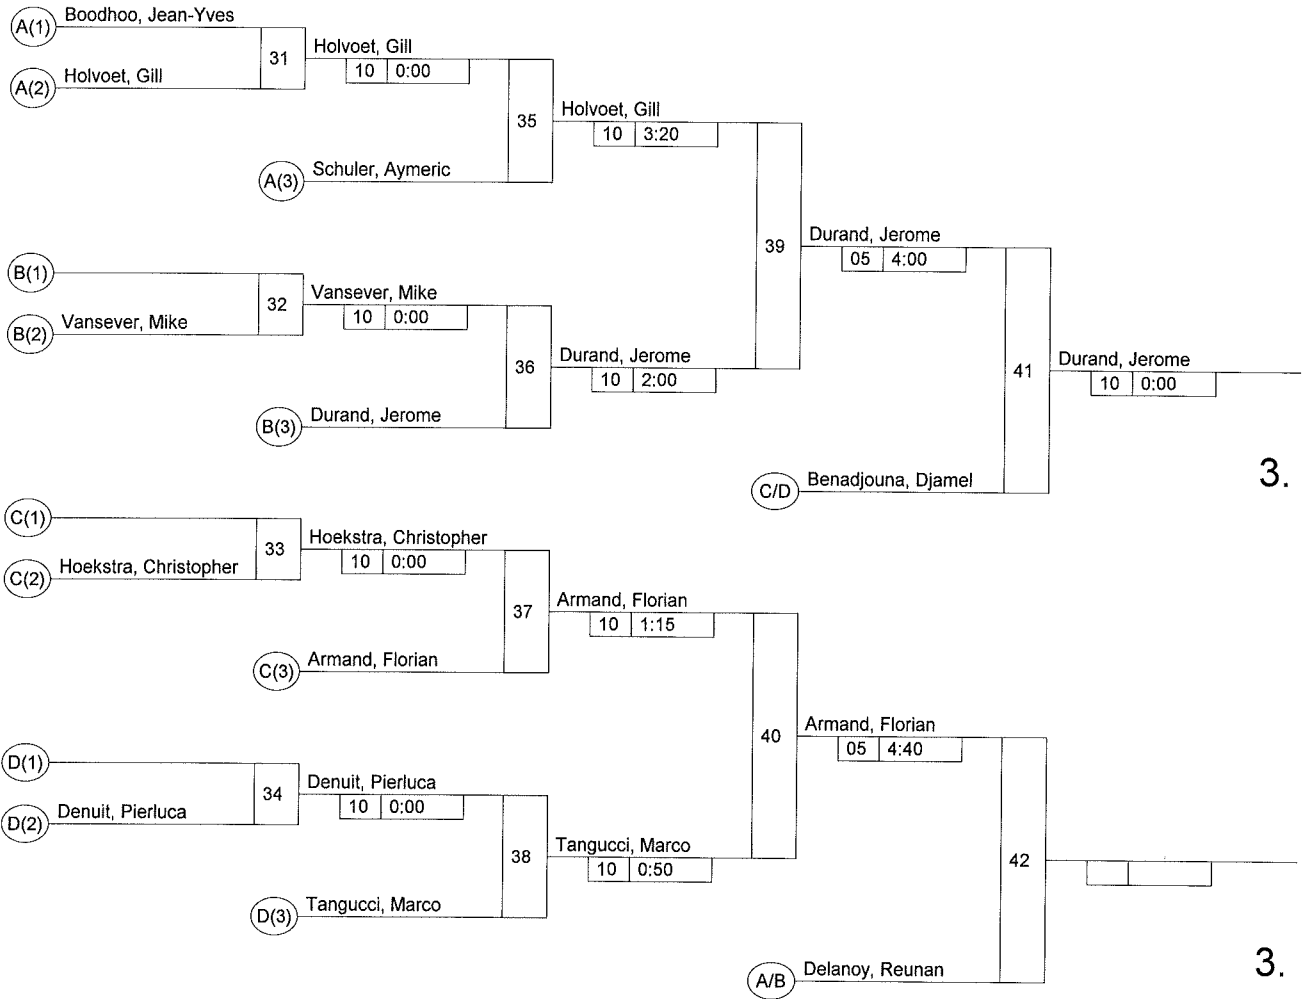 A(1) Boodhoo, Jean-Yves
31 Holvoet, Gill
10 0:00
A(2) Holvoet, Gill
35 Holvoet, Gill
10 3:20
A(3) Schuler, Aymeric
39 Durand, Jerome
05 4:00
B(1)
32 Vansever, Mike
10 0:00
B(2) Vansever, Mike
36 Durand, Jerome
10 2:00
41 Durand, Jerome
10 0:00
B(3) Durand, Jerome
3.
C/D Benadjouna, Djamel
C(1)
33 Hoekstra, Christopher
10 0:00
C(2) Hoekstra, Christopher
37 Armand, Florian
10 1:15
C(3) Armand, Florian
40 Armand, Florian
05 4:40
D(1)
34 Denuit, Pierluca
10 0:00
D(2) Denuit, Pierluca
38 Tangucci, Marco
10 0:50
42
D(3) Tangucci, Marco
3.
A/B Delanoy, Reunan